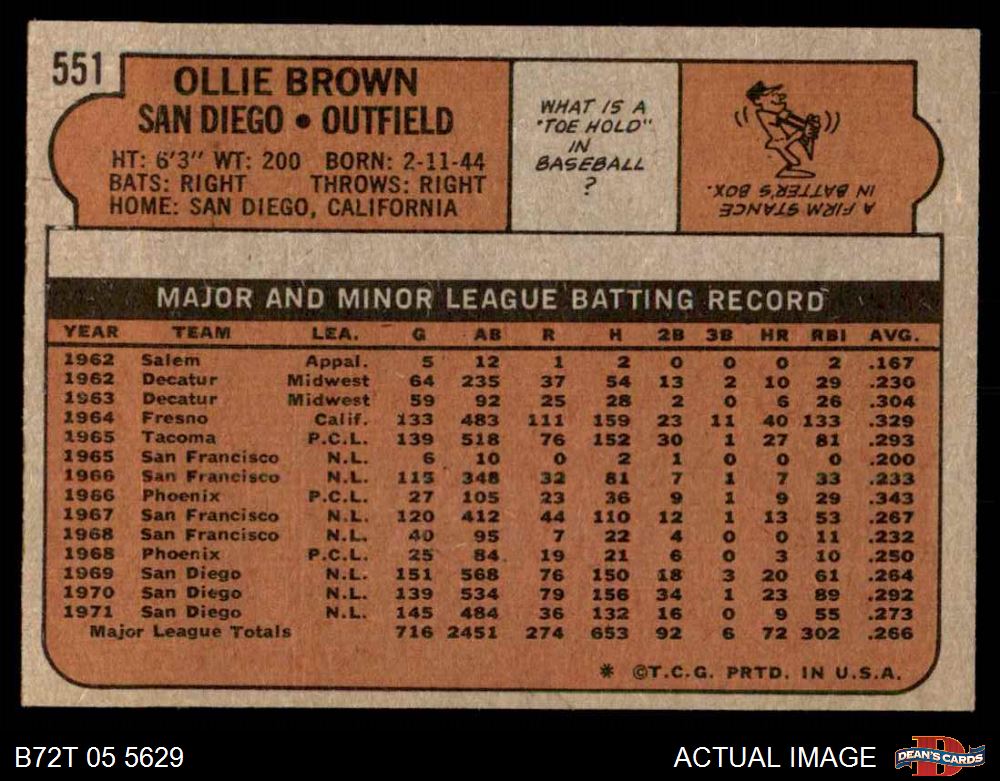 551
OLLIE BROWN
SAN DIEGO • OUTFIELD
HT: 6'3" WT: 200 BORN: 2-11-44
BATS: RIGHT THROWS: RIGHT
HOME: SAN DIEGO, CALIFORNIA
WHAT IS A
"TOE HOLD"
IN
BASEBALL
?
A FIRM STANCE
IN BATTER'S BOX.
MAJOR AND MINOR LEAGUE BATTING RECORD
YEAR TEAM LEA. G AB R H 2B 3B HR RBI AVG.
1962 Salem Appal. 5 12 1 2 0 0 0 2 .167
1962 Decatur Midwest 64 235 37 54 13 2 10 29 .230
1963 Decatur Midwest 59 92 25 28 2 0 6 26 .304
1964 Fresno Calif. 133 483 111 159 23 11 40 133 .329
1965 Tacoma P.C.L. 139 518 76 152 30 1 27 81 .293
1965 San Francisco N.L. 6 10 0 2 1 0 0 0 .200
1966 San Francisco N.L. 115 348 32 81 7 1 7 33 .233
1966 Phoenix P.C.L. 27 105 23 36 9 1 9 29 .343
1967 San Francisco N.L. 120 412 44 110 12 1 13 53 .267
1968 San Francisco N.L. 40 95 7 22 4 0 0 11 .232
1968 Phoenix P.C.L. 25 84 19 21 6 0 3 10 .250
1969 San Diego N.L. 151 568 76 150 18 3 20 61 .264
1970 San Diego N.L. 139 534 79 156 34 1 23 89 .292
1971 San Diego N.L. 145 484 36 132 16 0 9 55 .273
Major League Totals 716 2451 274 653 92 6 72 302 .266
* ©T.C.G. PRTD. IN U.S.A.
B72T 05 5629
ACTUAL IMAGE
D
DEAN'S CARDS